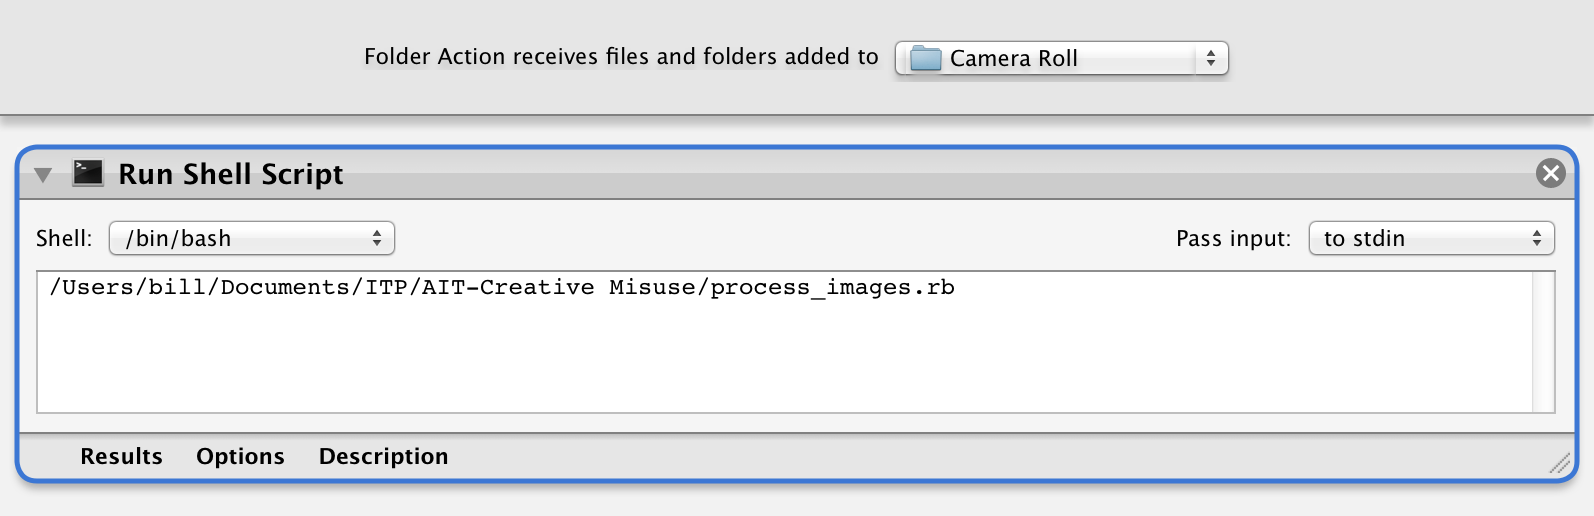 Folder Action receives files and folders added to Camera Roll
Run Shell Script
Shell: /bin/bash Pass input: to stdin
/Users/bill/Documents/ITP/AIT-Creative Misuse/process_images.rb
Results Options Description